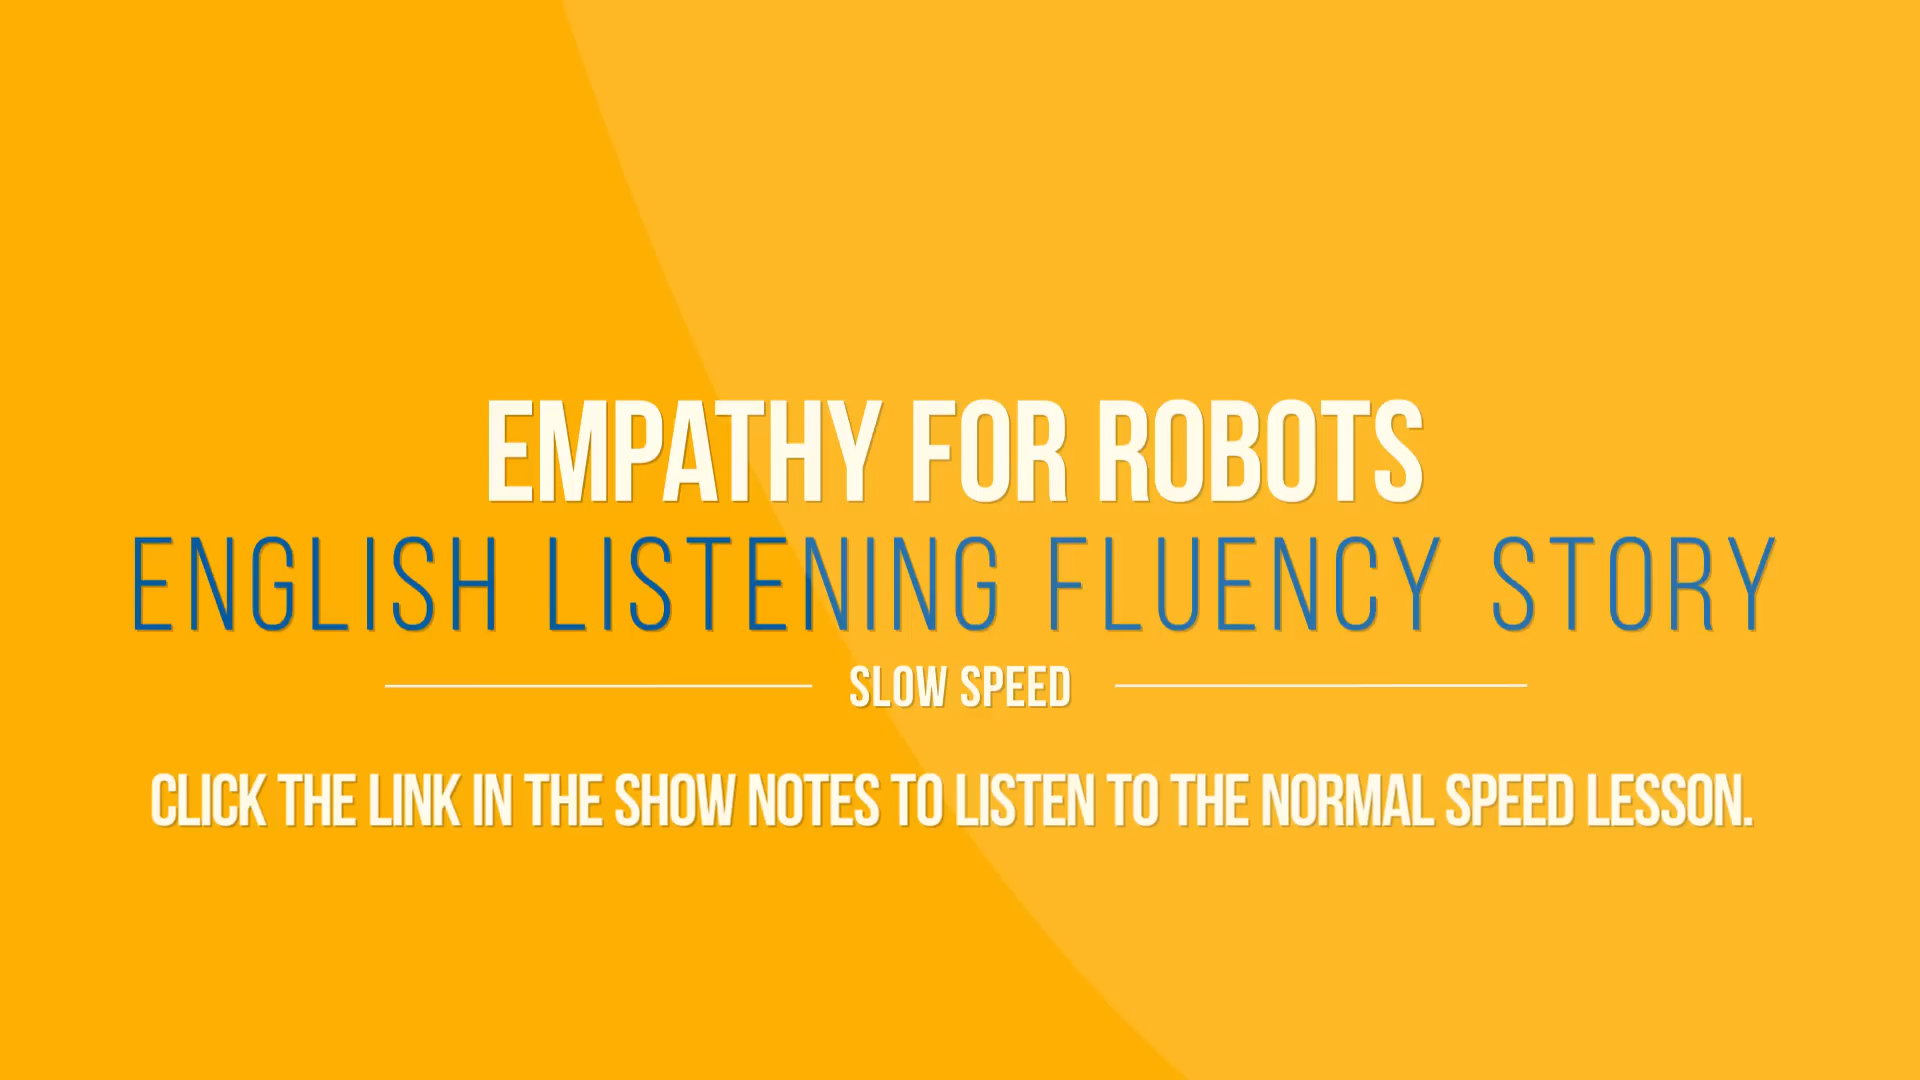 EMPATHY FOR ROBOTS
ENGLISH LISTENING FLUENCY STORY
SLOW SPEED
CLICK THE LINK IN THE SHOW NOTES TO LISTEN TO THE NORMAL SPEED LESSON.